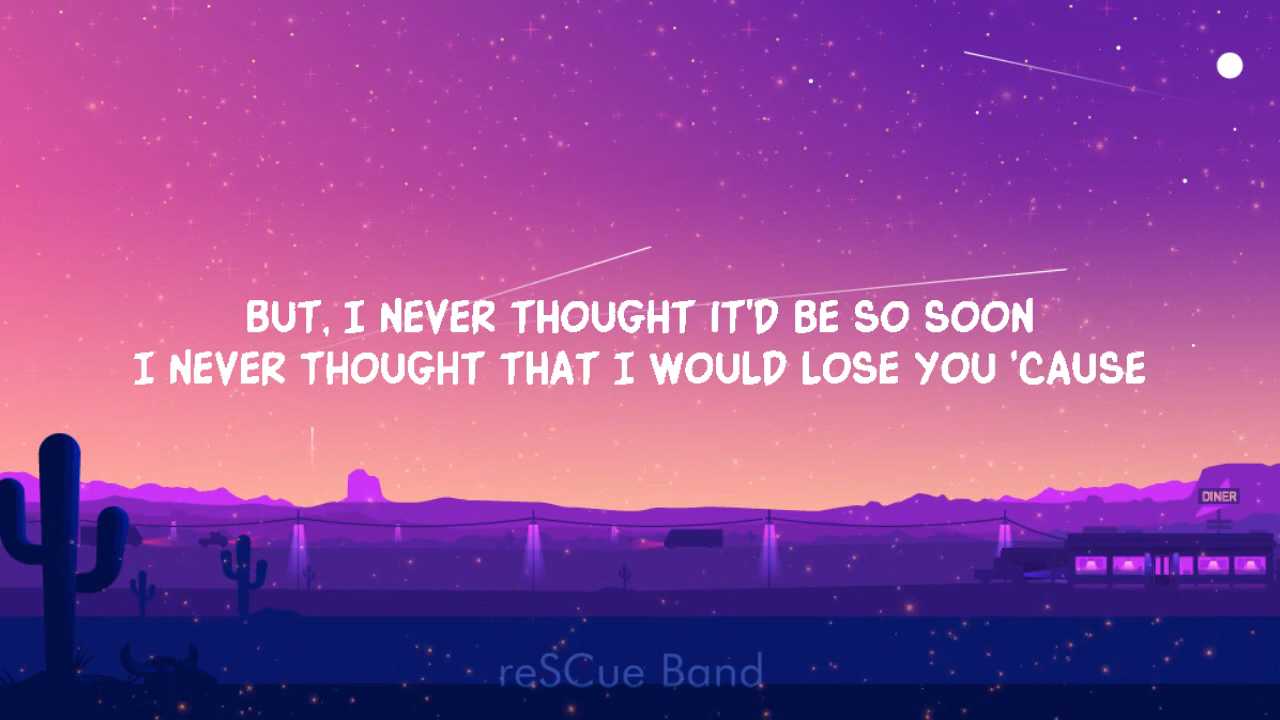 BUT, I NEVER THOUGHT IT'D BE SO SOON
I NEVER THOUGHT THAT I WOULD LOSE YOU 'CAUSE
DINER
reSCue Band